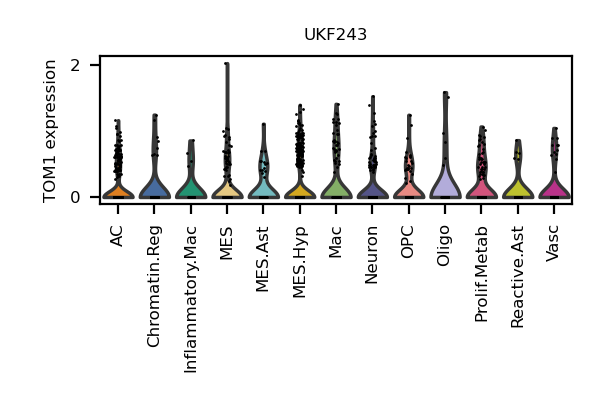 UKF243
TOM1 expression
2
0
AC
Chromatin.Reg
Inflammatory.Mac
MES
MES.Ast
MES.Hyp
Mac
Neuron
OPC
Oligo
Prolif.Metab
Reactive.Ast
Vasc